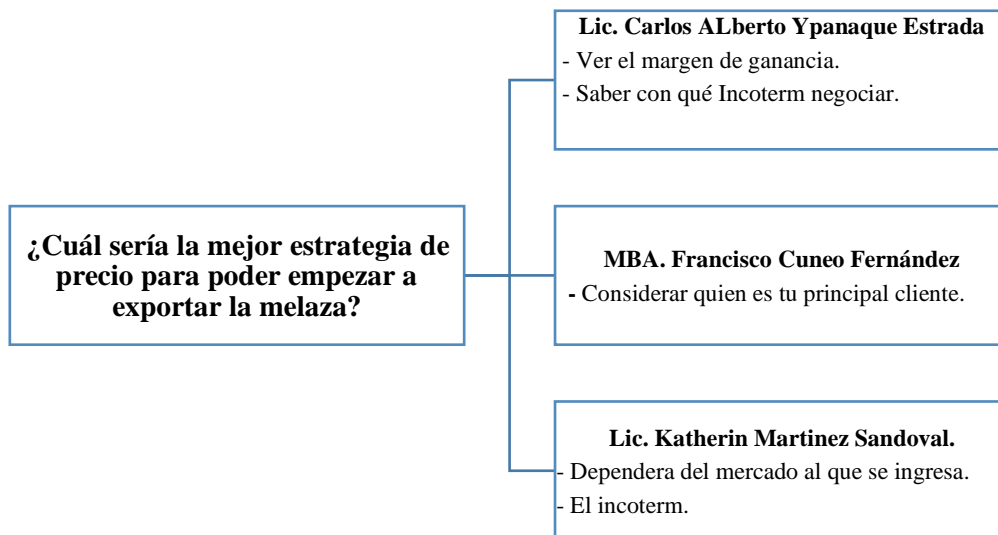 ¿Cuál sería la mejor estrategia de
precio para poder empezar a
exportar la melaza?
Lic. Carlos ALberto Ypanaque Estrada
- Ver el margen de ganancia.
- Saber con qué Incoterm negociar.
MBA. Francisco Cuneo Fernández
- Considerar quien es tu principal cliente.
Lic. Katherin Martinez Sandoval.
- Dependera del mercado al que se ingresa.
- El incoterm.